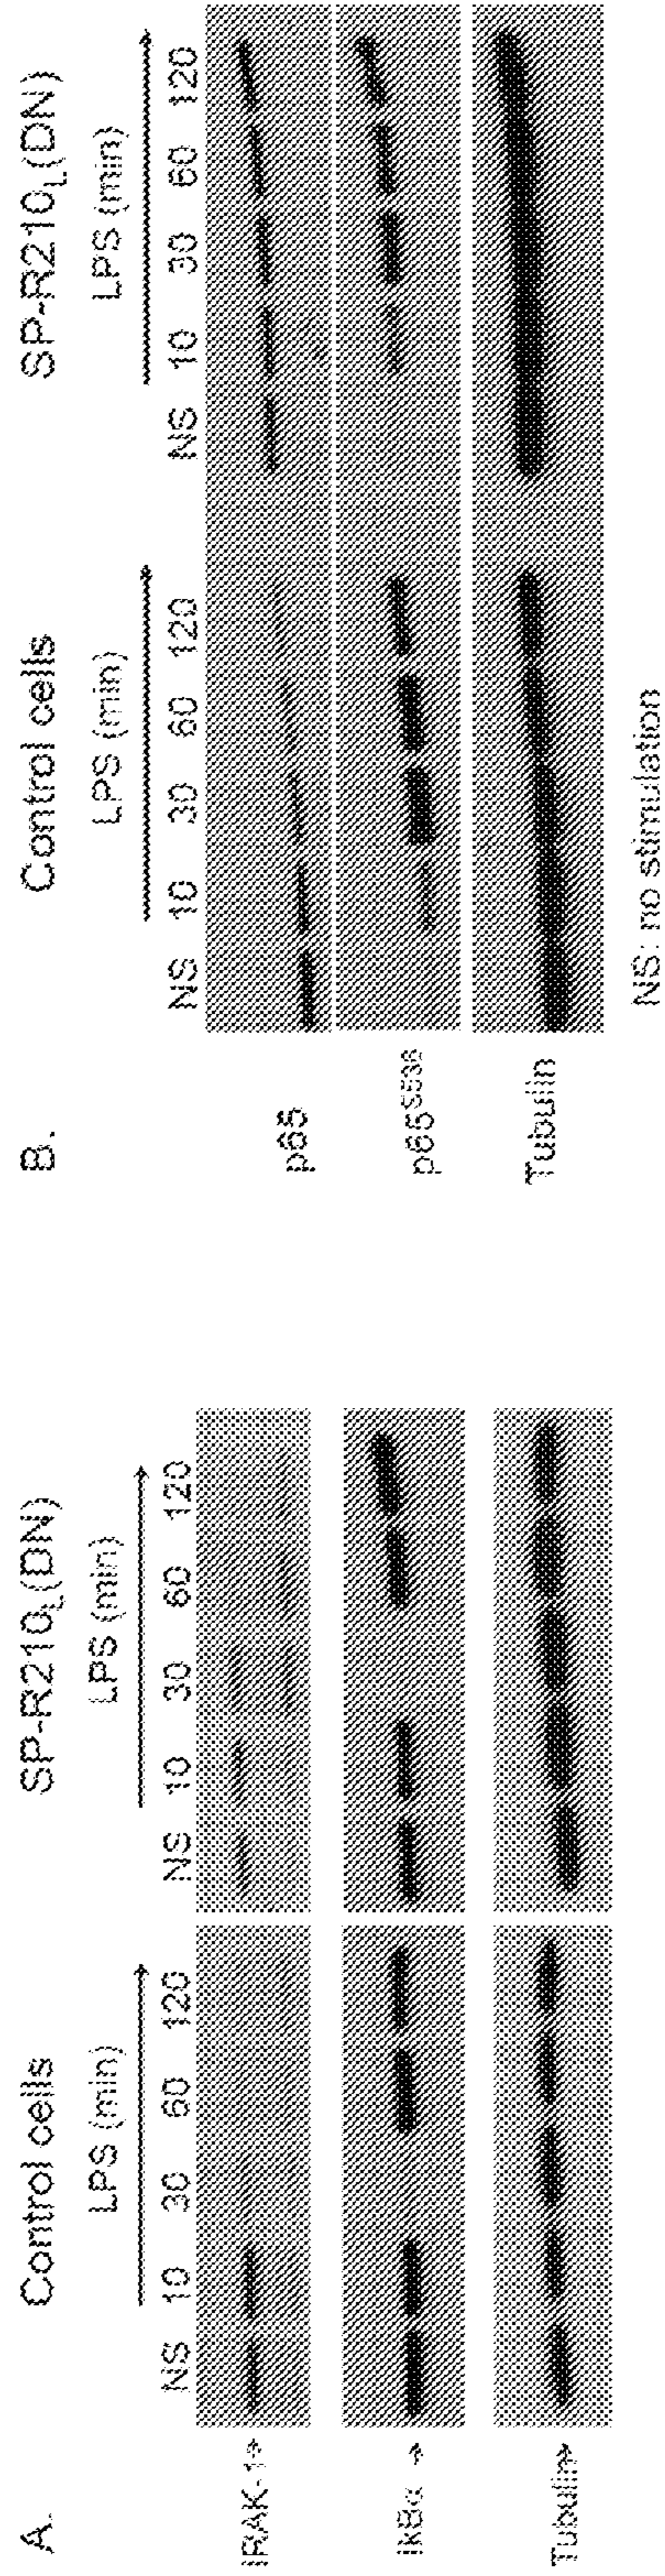 A.
Control cells
SP-R210L(DN)
LPS (min)
LPS (min)
NS 10 30 60 120
NS 10 30 60 120
IRAK-1→
IkBα →
Tubulin→
B.
Control cells
SP-R210L(DN)
LPS (min)
LPS (min)
NS 10 30 60 120
NS 10 30 60 120
p65
p65S536
Tubulin
NS: no stimulation